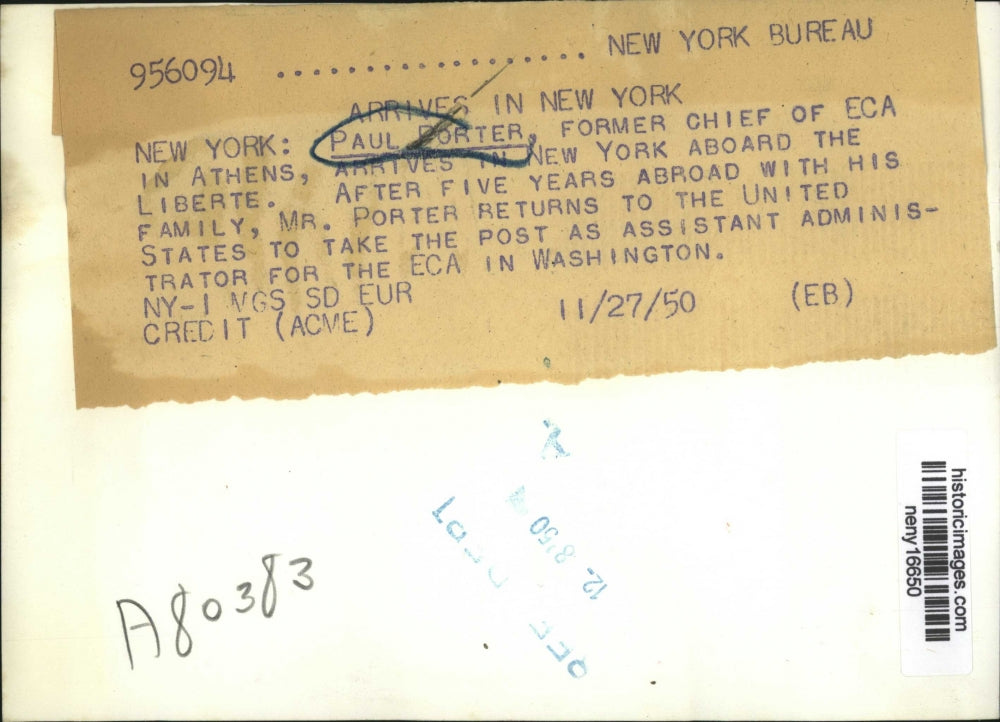 956094 .................... NEW YORK BUREAU
ARRIVES IN NEW YORK
NEW YORK: PAUL PORTER, FORMER CHIEF OF ECA
IN ATHENS, ARRIVES IN NEW YORK ABOARD THE
LIBERTE. AFTER FIVE YEARS ABROAD WITH HIS
FAMILY, MR. PORTER RETURNS TO THE UNITED
STATES TO TAKE THE POST AS ASSISTANT ADMINIS-
TRATOR FOR THE ECA IN WASHINGTON.
NY-1 MGS SD EUR 11/27/50 (EB)
CREDIT (ACME)
A80383
12- 8'50
historicimages.com
neny16650